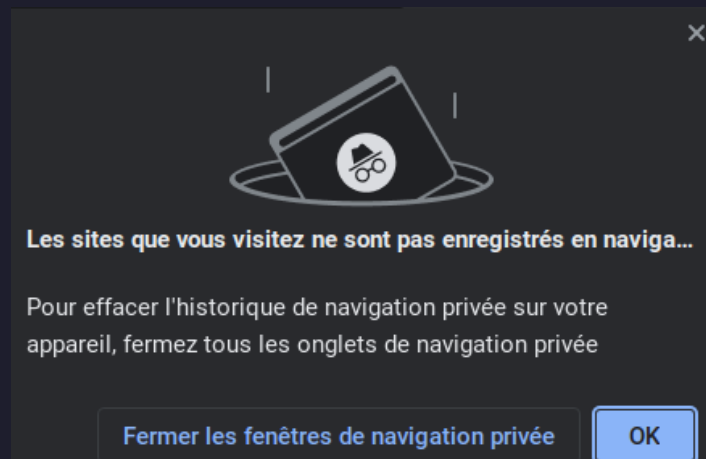 Les sites que vous visitez ne sont pas enregistrés en naviga...
Pour effacer l'historique de navigation privée sur votre
appareil, fermez tous les onglets de navigation privée
Fermer les fenêtres de navigation privée
OK